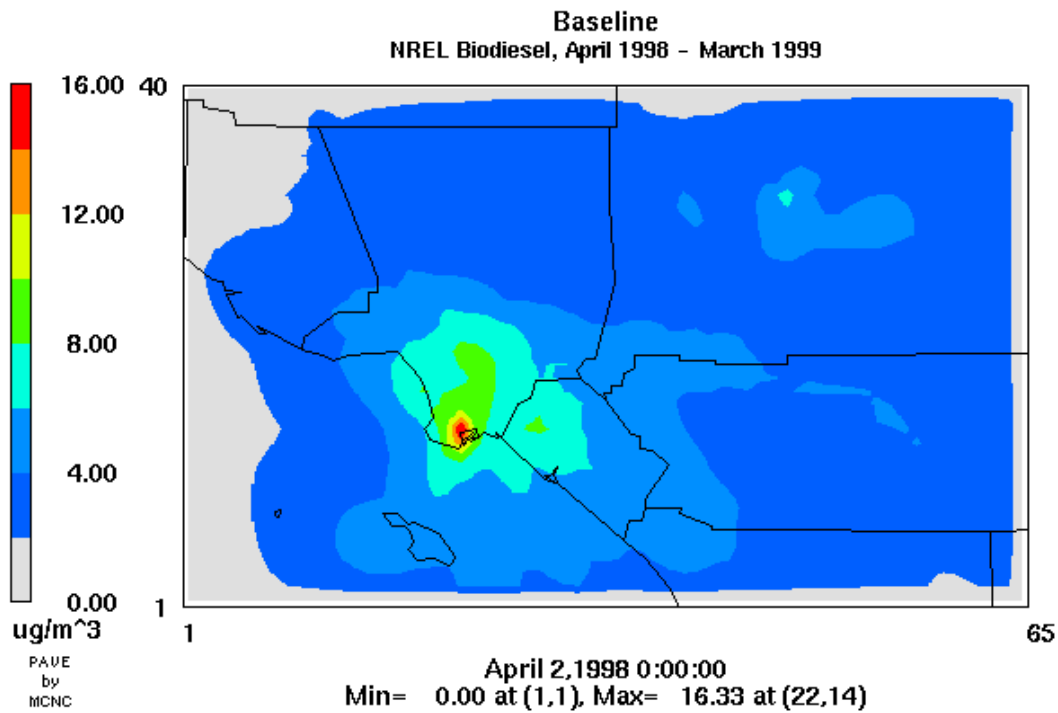 Baseline
NREL Biodiesel, April 1998 - March 1999
16.00
12.00
8.00
4.00
0.00
ug/m^3
PAVE
by
MCNC
40
1
1
65
April 2,1998 0:00:00
Min= 0.00 at (1,1), Max= 16.33 at (22,14)